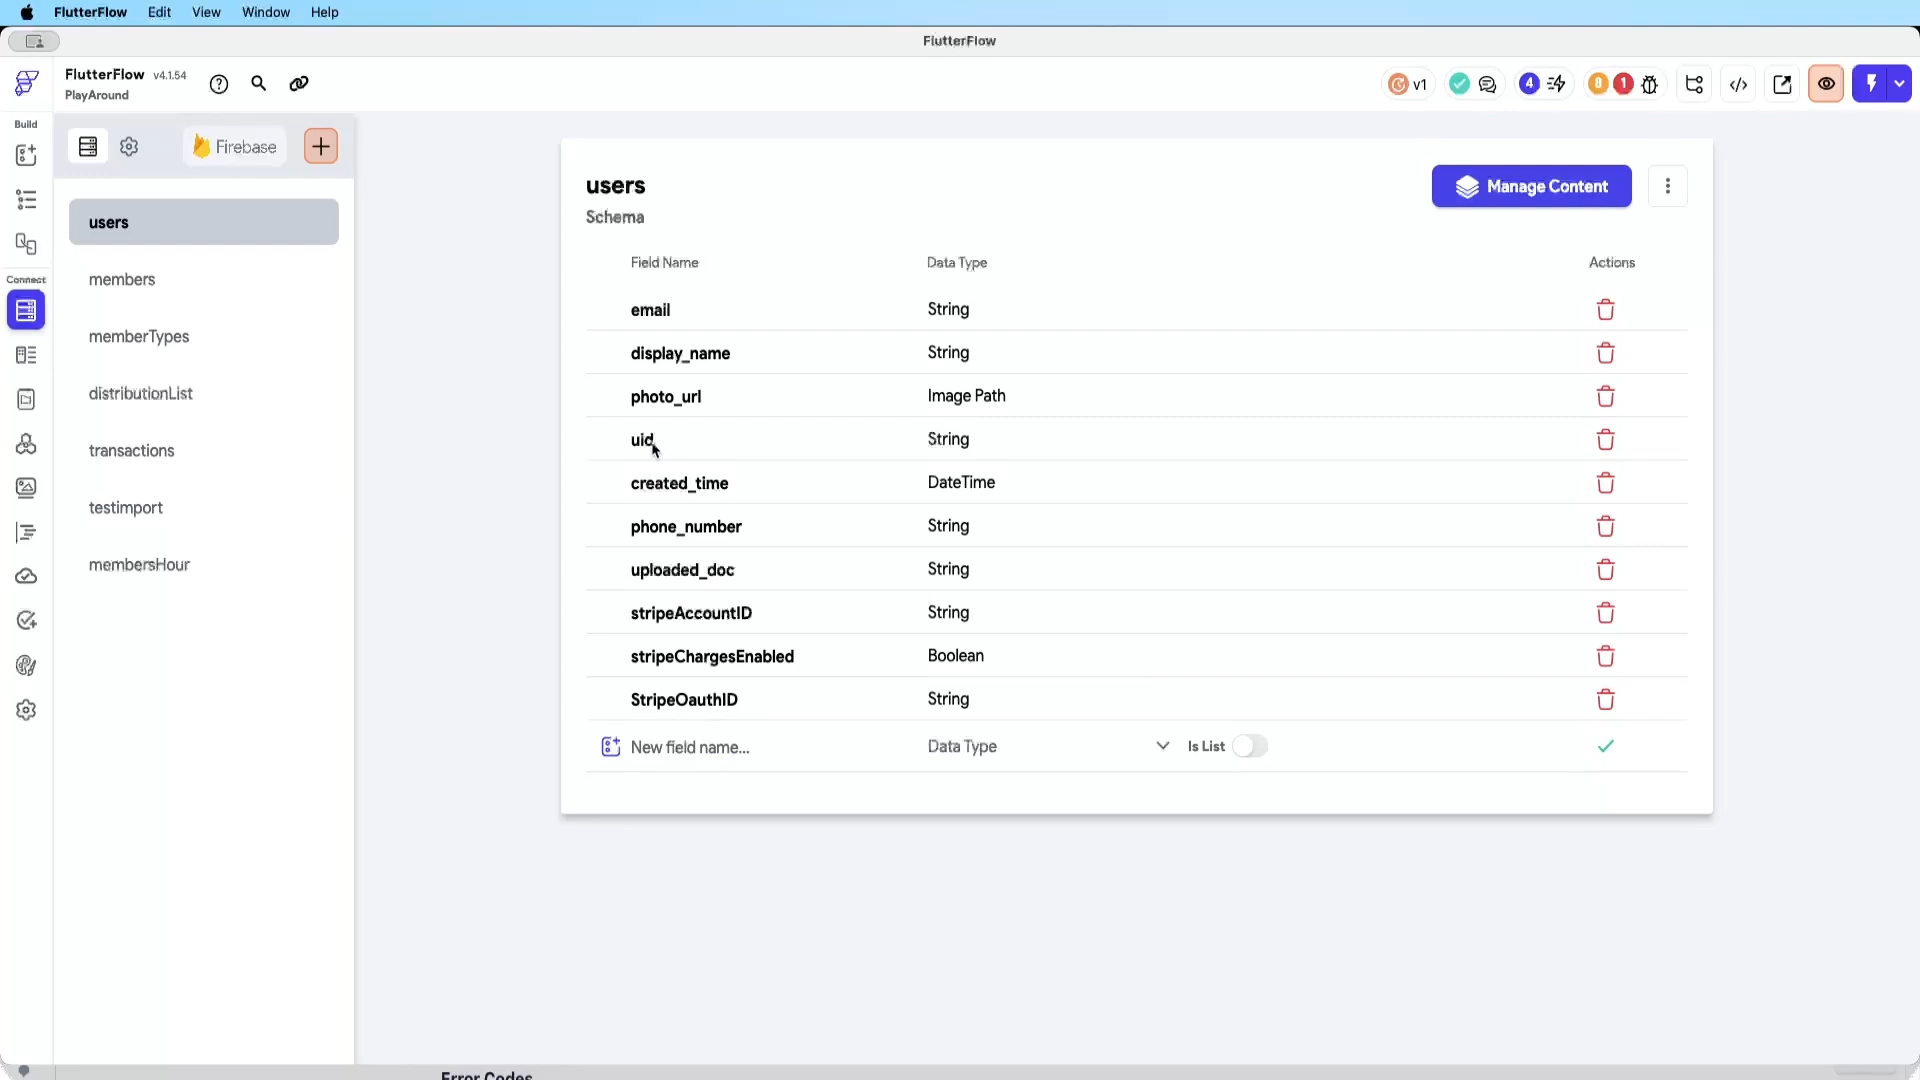 FlutterFlow Edit View Window Help
FlutterFlow
FlutterFlow v4.1.54
PlayAround
v1
4
8
1
Build
Firebase
Connect
users
members
memberTypes
distributionList
transactions
testimport
membersHour
users
Manage Content
Schema
Field Name Data Type Actions
email String
display_name String
photo_url Image Path
uid String
created_time DateTime
phone_number String
uploaded_doc String
stripeAccountID String
stripeChargesEnabled Boolean
StripeOauthID String
New field name... Data Type Is List
Error Codes